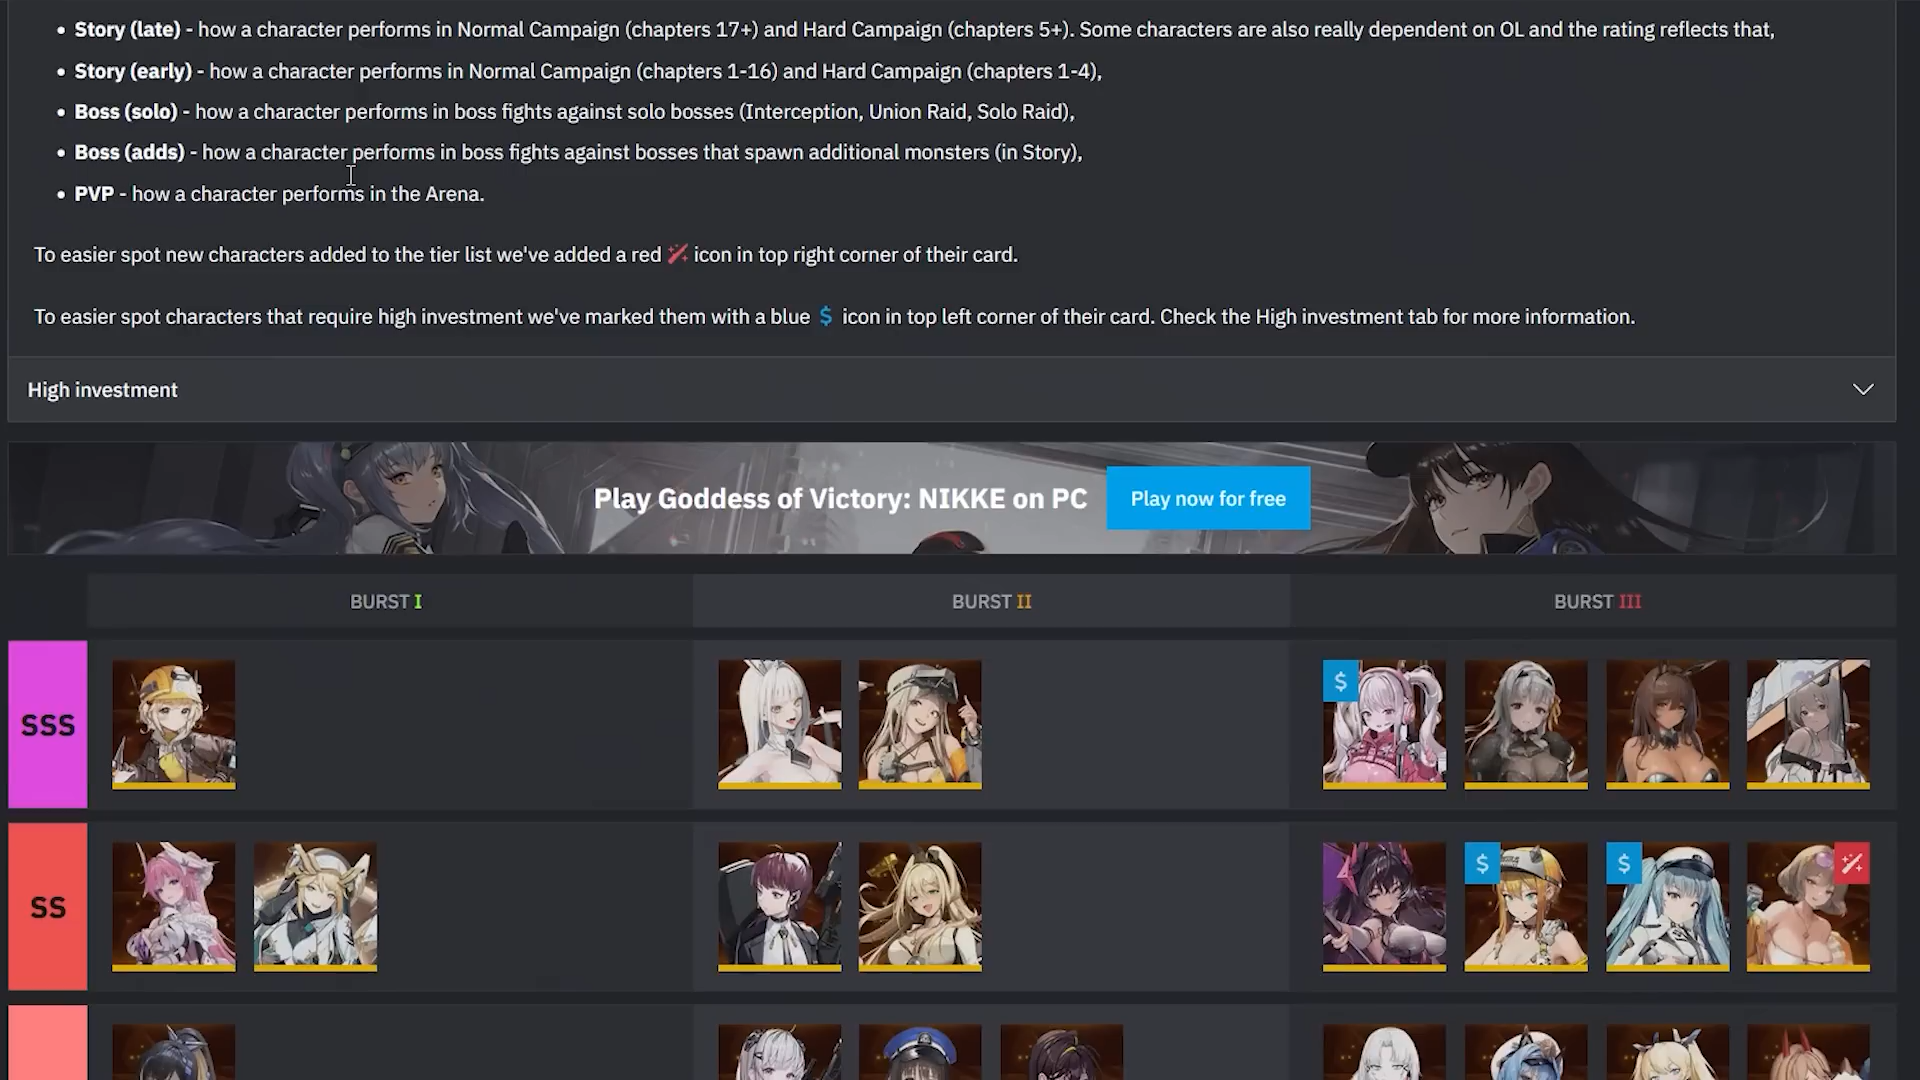 Story (late) - how a character performs in Normal Campaign (chapters 17+) and Hard Campaign (chapters 5+). Some characters are also really dependent on OL and the rating reflects that,
Story (early) - how a character performs in Normal Campaign (chapters 1-16) and Hard Campaign (chapters 1-4),
Boss (solo) - how a character performs in boss fights against solo bosses (Interception, Union Raid, Solo Raid),
Boss (adds) - how a character performs in boss fights against bosses that spawn additional monsters (in Story),
PVP - how a character performs in the Arena.
To easier spot new characters added to the tier list we've added a red icon in top right corner of their card.
To easier spot characters that require high investment we've marked them with a blue $ icon in top left corner of their card. Check the High investment tab for more information.
High investment
Play Goddess of Victory: NIKKE on PC
Play now for free
BURST I
BURST II
BURST III
SSS
$
SS
$
$